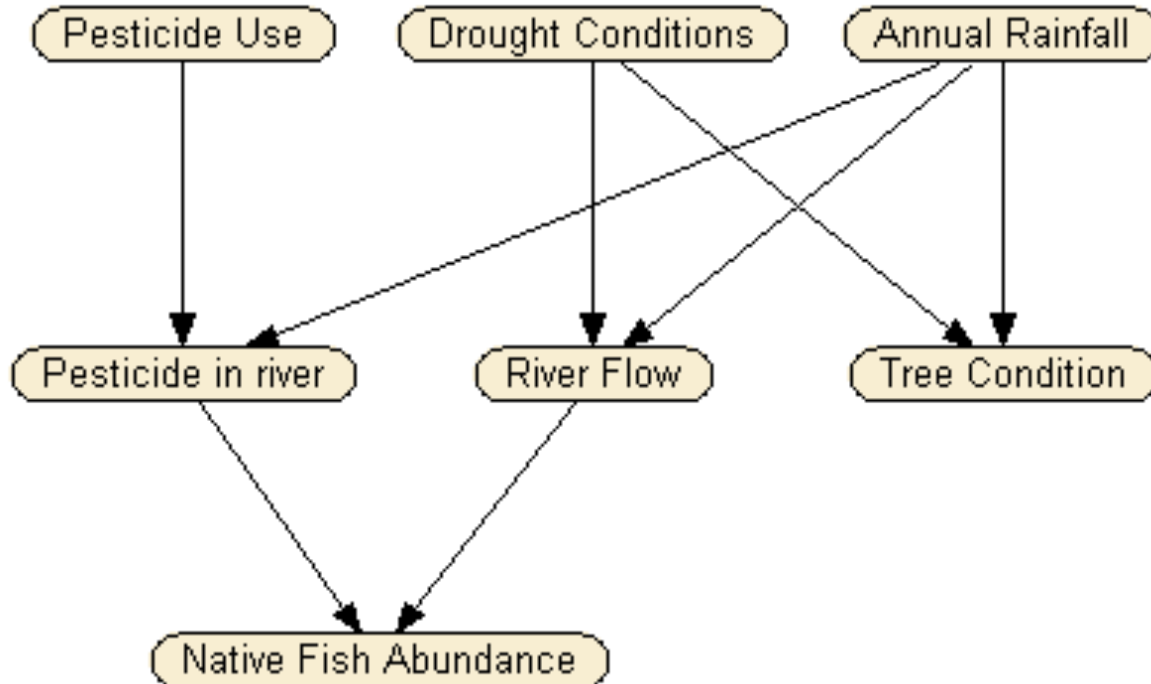 Pesticide Use
Drought Conditions
Annual Rainfall
Pesticide in river
River Flow
Tree Condition
Native Fish Abundance